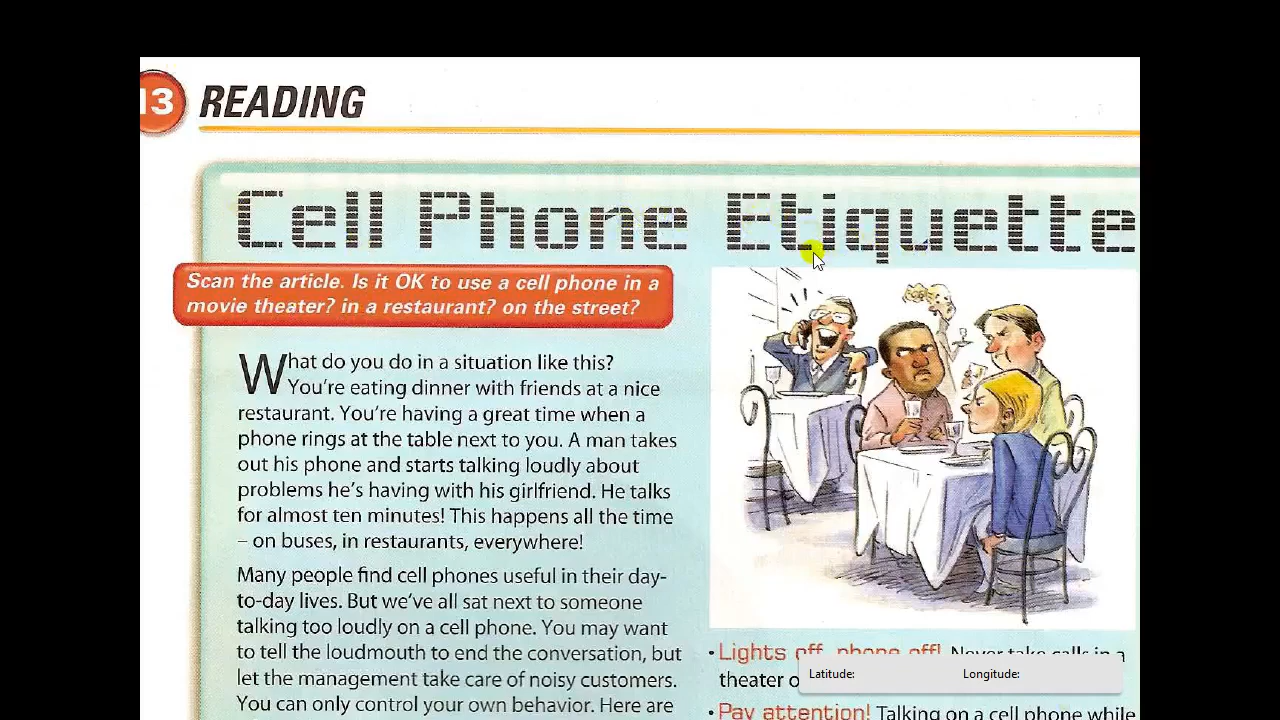 13 READING
Cell Phone Etiquette
Scan the article. Is it OK to use a cell phone in a
movie theater? in a restaurant? on the street?
What do you do in a situation like this?
You're eating dinner with friends at a nice
restaurant. You're having a great time when a
phone rings at the table next to you. A man takes
out his phone and starts talking loudly about
problems he's having with his girlfriend. He talks
for almost ten minutes! This happens all the time
– on buses, in restaurants, everywhere!
Many people find cell phones useful in their day-
to-day lives. But we've all sat next to someone
talking too loudly on a cell phone. You may want
to tell the loudmouth to end the conversation, but
let the management take care of noisy customers.
You can only control your own behavior. Here are
• Lights off, phone off! Never take calls in a
theater
• Pay attention! Talking on a cell phone while
Latitude: Longitude: